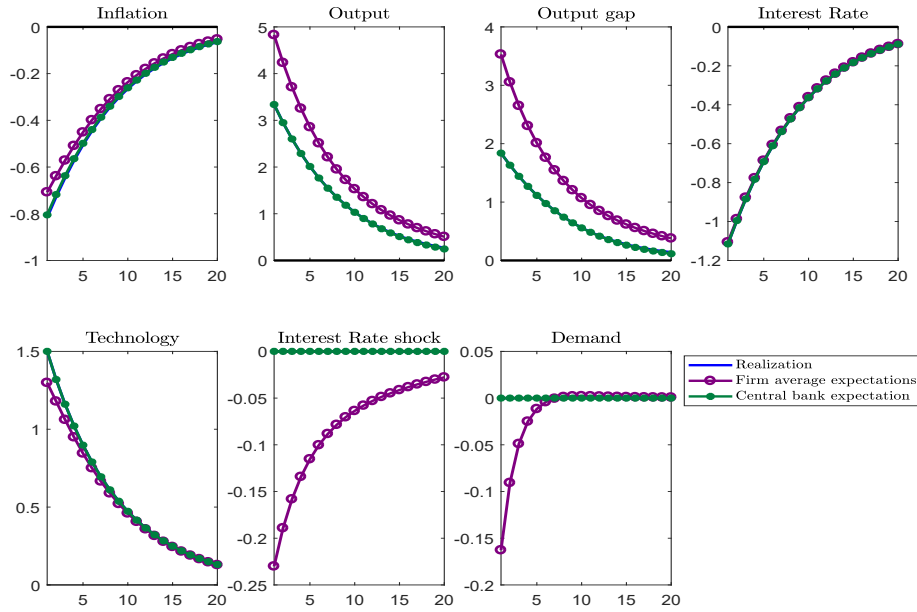 Inflation
0
-0.2
-0.4
-0.6
-0.8
-1
5 10 15 20
Output
5
4
3
2
1
0
5 10 15 20
Output gap
4
3
2
1
0
5 10 15 20
Interest Rate
0
-0.2
-0.4
-0.6
-0.8
-1
-1.2
5 10 15 20
Technology
1.5
1
0.5
0
5 10 15 20
Interest Rate shock
0
-0.05
-0.1
-0.15
-0.2
-0.25
5 10 15 20
Demand
0.05
0
-0.05
-0.1
-0.15
-0.2
5 10 15 20
Realization
Firm average expectations
Central bank expectation